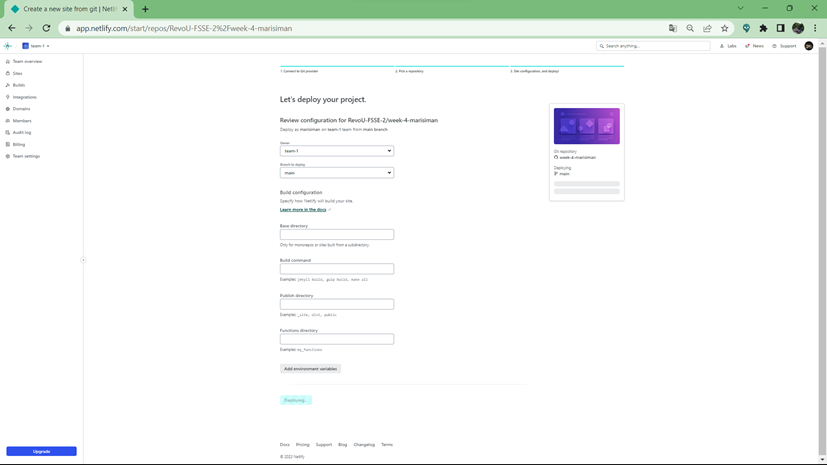 Create a new site from git | Netlify
app.netlify.com/start/repos/RevoU-FSSE-2%2Fweek-4-marisiman
team-1
Search anything...
Labs
News
Support
Team overview
Sites
Builds
Integrations
Domains
Members
Audit log
Billing
Team settings
Upgrade
1. Connect to Git provider
2. Pick a repository
3. Site configuration, and deploy!
Let's deploy your project.
Review configuration for RevoU-FSSE-2/week-4-marisiman
Deploy as marisiman on team-1 team from main branch
Owner
team-1
Branch to deploy
main
Build configuration
Specify how Netlify will build your site.
Learn more in the docs
Base directory
Only for monorepos or sites built from a subdirectory.
Build command
Examples: jekyll build, gulp build, make all
Publish directory
Examples: _site, dist, public
Functions directory
Examples: my_functions
Add environment variables
Deploying...
Git repository
week-4-marisiman
Deploying
main
Docs
Pricing
Support
Blog
Changelog
Terms
© 2023 Netlify